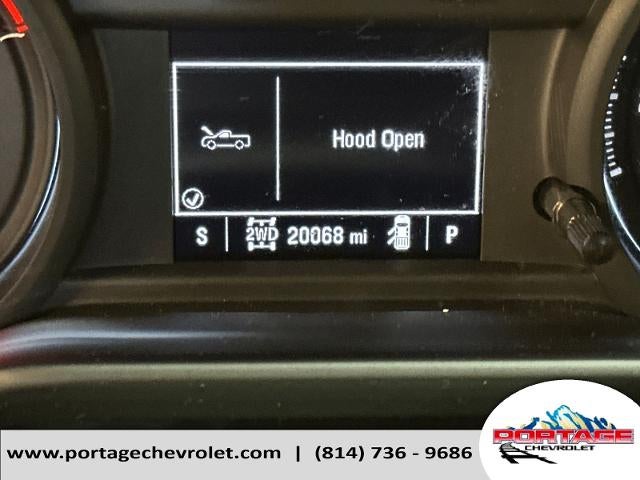 Hood Open
S 2WD 20068 mi P
www.portagechevrolet.com | (814) 736 - 9686
PORTAGE
CHEVROLET